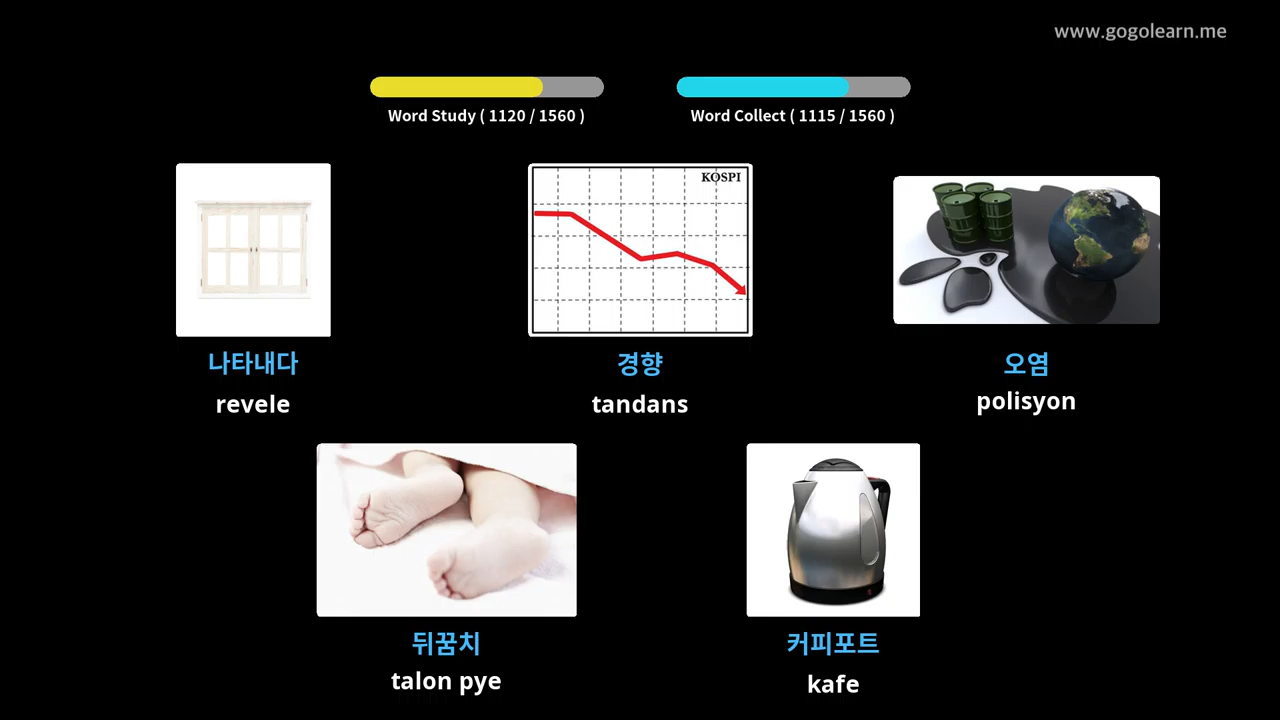 www.gogolearn.me
Word Study ( 1120 / 1560 )
Word Collect ( 1115 / 1560 )
KOSPI
나타내다
revele
경향
tandans
오염
polisyon
뒤꿈치
talon pye
커피포트
kafe